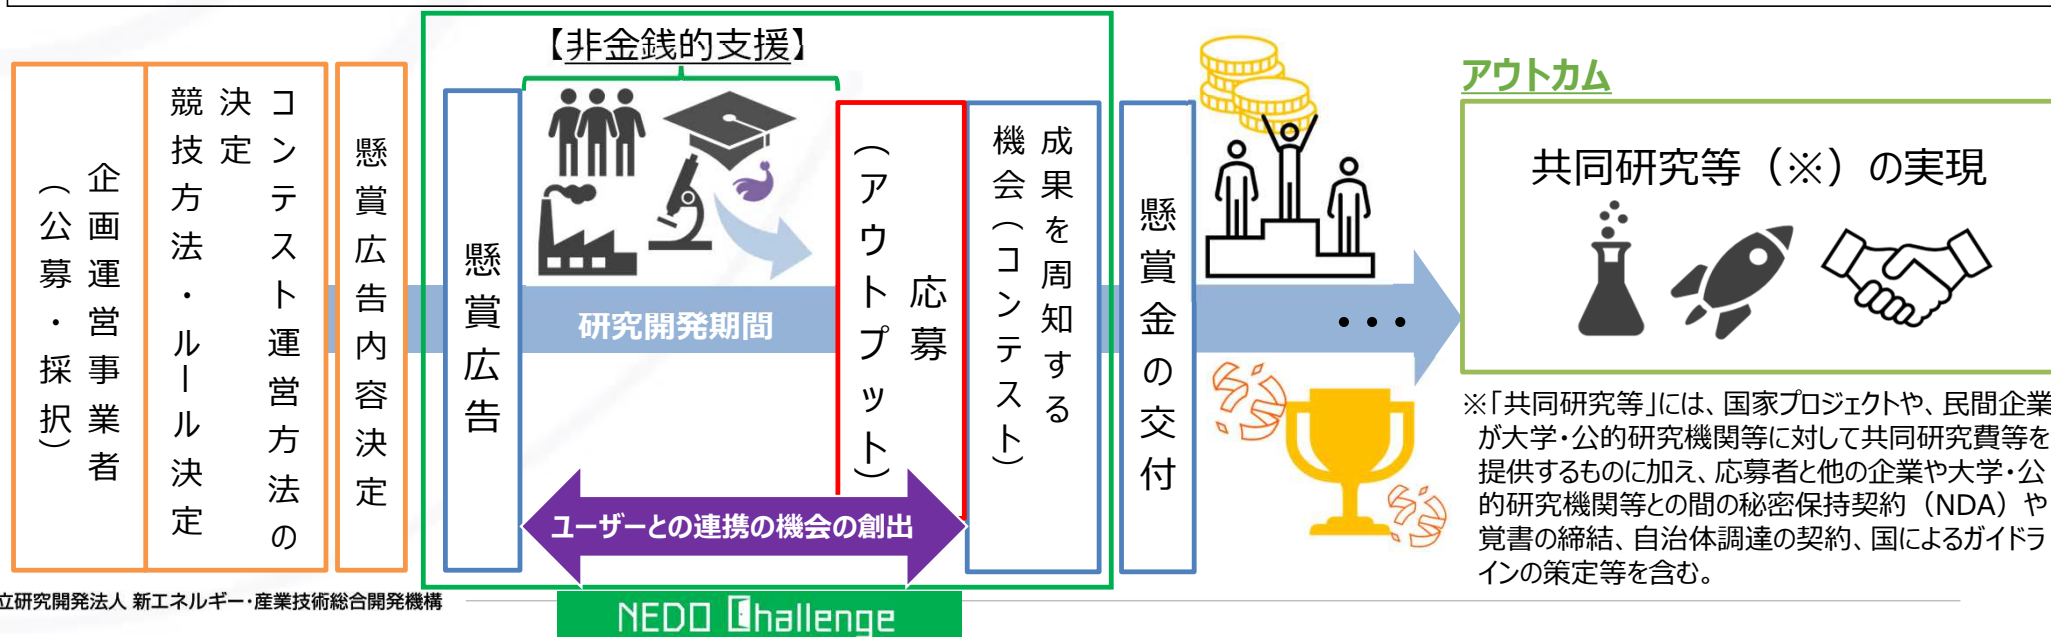 企画運営事業者
（公募・採択）
コンテスト運営方法の
決定
競技方法・ルール決定
懸賞広告内容決定
【非金銭的支援】
懸賞広告
研究開発期間
応募
（アウトプット）
成果を周知する
機会（コンテスト）
ユーザーとの連携の機会の創出
懸賞金の交付
・・・
アウトカム
共同研究等（※）の実現
※「共同研究等」には、国家プロジェクトや、民間企業
が大学・公的研究機関等に対して共同研究費等を
提供するものに加え、応募者と他の企業や大学・公
的研究機関等との間の秘密保持契約（NDA）や
覚書の締結、自治体調達の契約、国によるガイドラ
インの策定等を含む。
立研究開発法人 新エネルギー・産業技術総合開発機構
NEDO Challenge